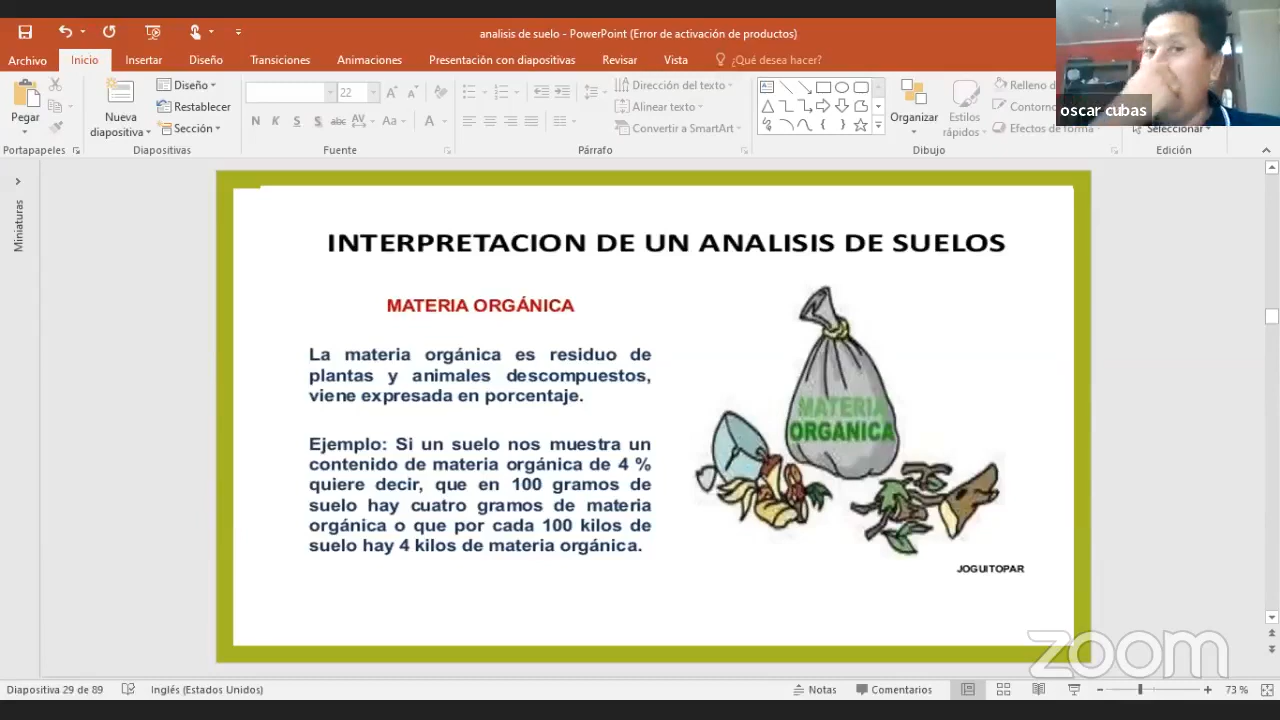 analisis de suelo - PowerPoint (Error de activación de productos)
Archivo
Inicio
Insertar
Diseño
Transiciones
Animaciones
Presentación con diapositivas
Revisar
Vista
¿Qué desea hacer?
Pegar
Nueva
diapositiva
Diseño
Restablecer
Sección
22
N K S S abc AV Aa A
Dirección del texto
Alinear texto
Convertir a SmartArt
Organizar
Estilos
rápidos
Relleno d
Contorno
Efectos de forma
Seleccionar
Portapapeles
Diapositivas
Fuente
Párrafo
Dibujo
Edición
oscar cubas
Miniaturas
INTERPRETACION DE UN ANALISIS DE SUELOS
MATERIA ORGÁNICA
La materia orgánica es residuo de
plantas y animales descompuestos,
viene expresada en porcentaje.
Ejemplo: Si un suelo nos muestra un
contenido de materia orgánica de 4 %
quiere decir, que en 100 gramos de
suelo hay cuatro gramos de materia
orgánica o que por cada 100 kilos de
suelo hay 4 kilos de materia orgánica.
MATERIA
ORGANICA
JOGUITOPAR
zoom
Diapositiva 29 de 89
Inglés (Estados Unidos)
Notas
Comentarios
73 %